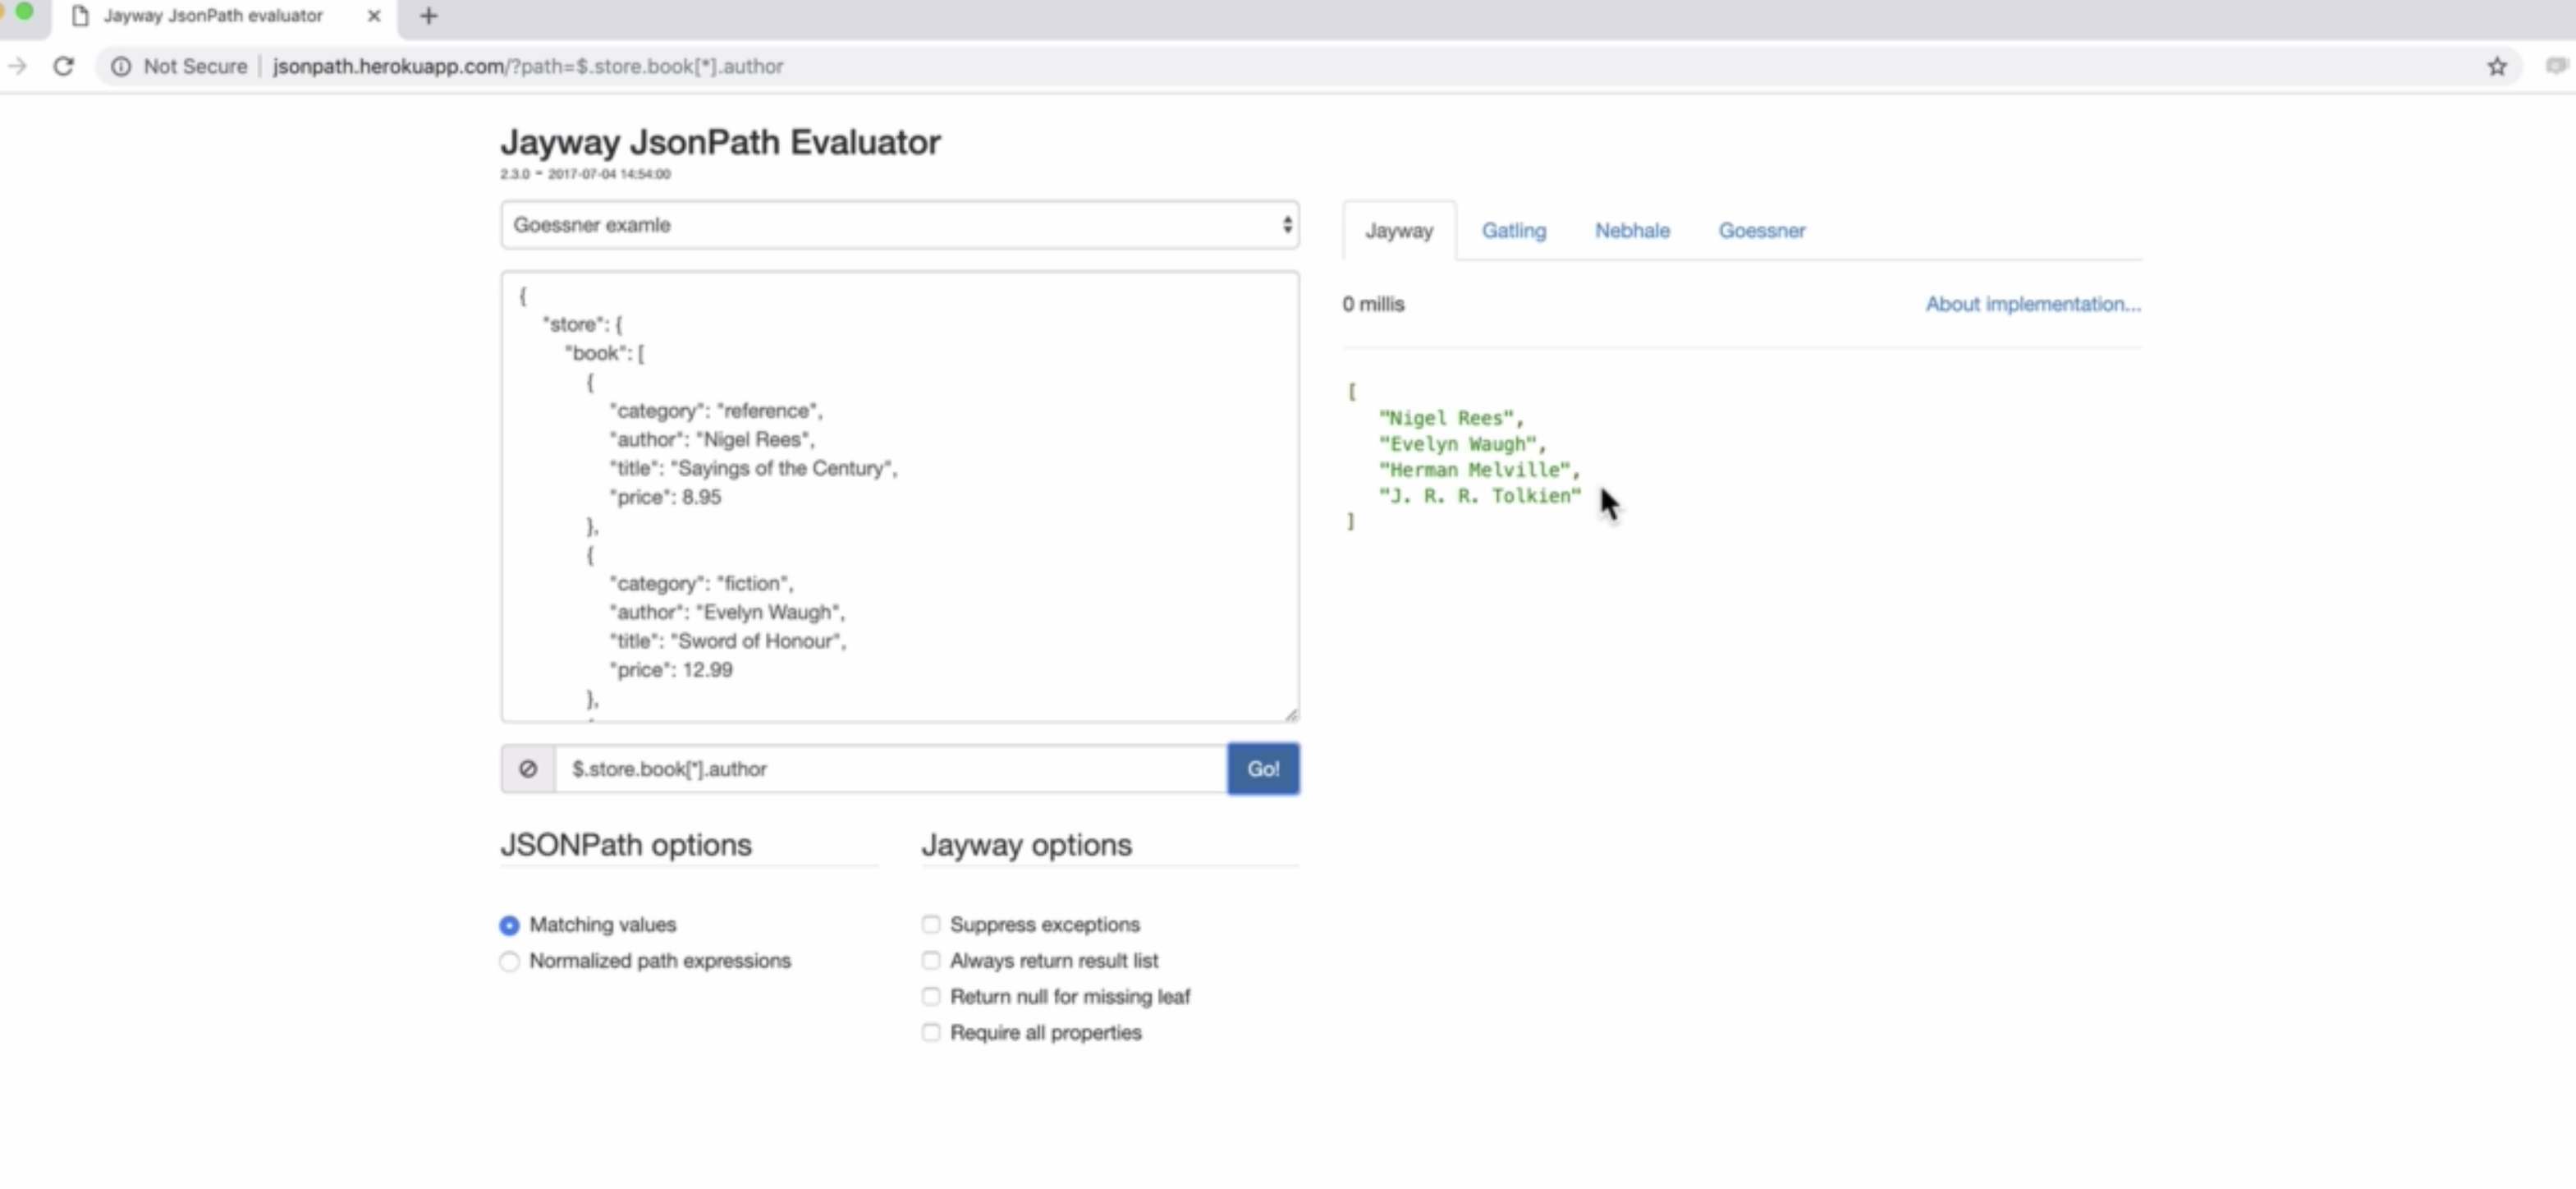 Jayway JsonPath evaluator
Not Secure | jsonpath.herokuapp.com/?path=$.store.book[*].author
Jayway JsonPath Evaluator
2.3.0 - 2017-07-04 14:54:00
Goessner examle
{
"store": {
"book": [
{
"category": "reference",
"author": "Nigel Rees",
"title": "Sayings of the Century",
"price": 8.95
},
{
"category": "fiction",
"author": "Evelyn Waugh",
"title": "Sword of Honour",
"price": 12.99
},
$.store.book[*].author
Go!
JSONPath options
Matching values
Normalized path expressions
Jayway options
Suppress exceptions
Always return result list
Return null for missing leaf
Require all properties
Jayway Gatling Nebhale Goessner
0 millis
About implementation...
[
"Nigel Rees",
"Evelyn Waugh",
"Herman Melville",
"J. R. R. Tolkien"
]